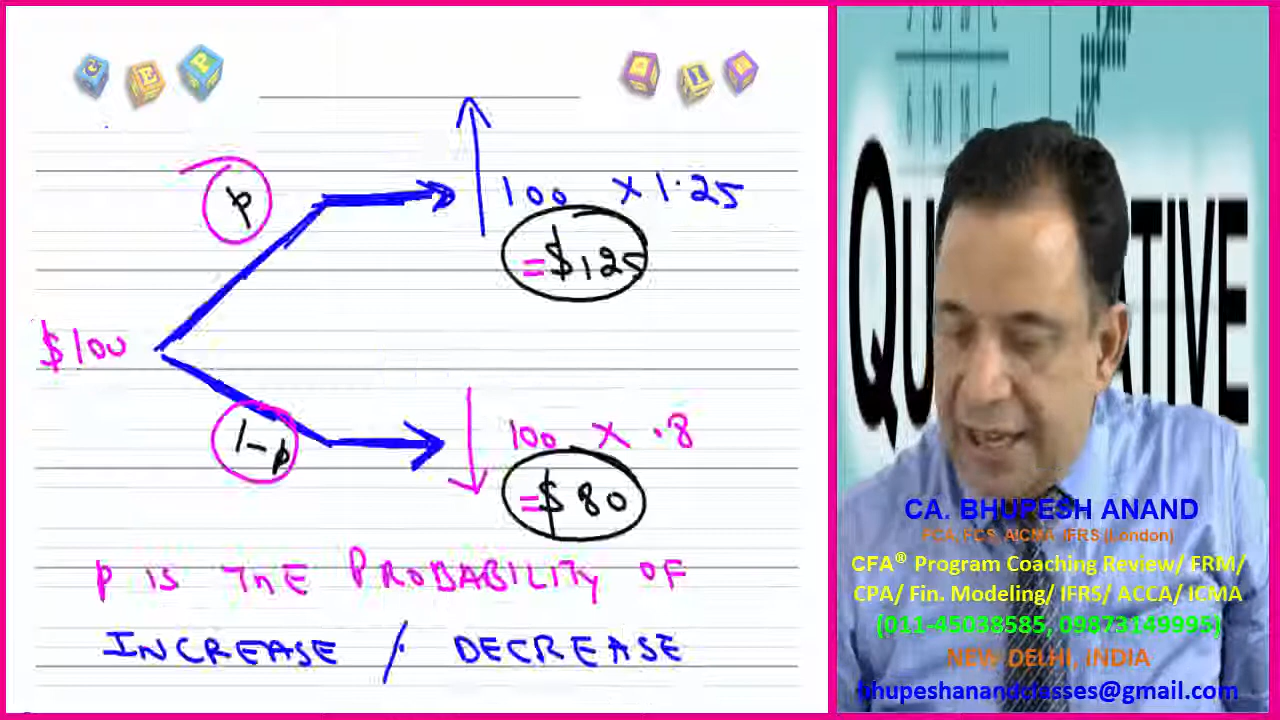 C E P
I
100 × 1.25
= $125
p
$100
1-p
100 × .8
= $ 80
P IS THE PROBABILITY OF
INCREASE / DECREASE
QUANTITATIVE
CA. BHUPESH ANAND
FCA, FCS, AICMA, IFRS (London)
CFA® Program Coaching Review/ FRM/
CPA/ Fin. Modeling/ IFRS/ ACCA/ ICMA
(011-45038585, 09873149995)
NEW DELHI, INDIA
bhupeshanandclasses@gmail.com